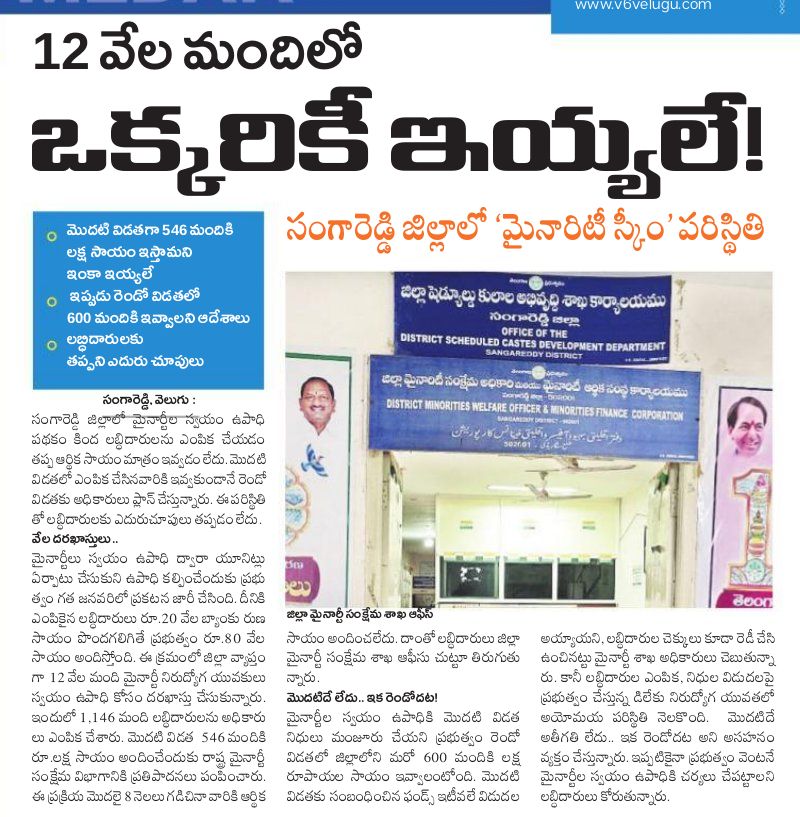 www.v6velugu.com
12 వేల మందిలో
ఒక్కరికీ ఇయ్యలే!
సంగారెడ్డి జిల్లాలో ‘మైనారిటీ స్కీం’ పరిస్థితి
మొదటి విడతగా 546 మందికి
లక్ష సాయం ఇస్తామని
ఇంకా ఇయ్యలే
ఇప్పడు రెండో విడతలో
600 మందికి ఇవ్వాలని ఆదేశాలు
లబ్ధిదారులకు
తప్పని ఎదురు చూపులు
సంగారెడ్డి, వెలుగు :
సంగారెడ్డి జిల్లాలో మైనార్టీల స్వయం ఉపాధి
పథకం కింద లబ్ధిదారులను ఎంపిక చేయడం
తప్ప ఆర్థిక సాయం మాత్రం ఇవ్వడం లేదు. మొదటి
విడతలో ఎంపిక చేసినవారికి ఇవ్వకుండానే రెండో
విడతకు అధికారులు ప్లాన్ చేస్తున్నారు. ఈ పరిస్థితి
తో లబ్ధిదారులకు ఎదురుచూపులు తప్పడం లేదు.
వేల దరఖాస్తులు..
మైనార్టీలు స్వయం ఉపాధి ద్వారా యూనిట్లు
ఏర్పాటు చేసుకుని ఉపాధి కల్పించేందుకు ప్రభు
త్వం గత జనవరిలో ప్రకటన జారీ చేసింది. దీనికి
ఎంపికైన లబ్ధిదారులు రూ.20 వేల బ్యాంకు రుణ
సాయం పొందగలిగితే ప్రభుత్వం రూ.80 వేల
సాయం అందిస్తోంది. ఈ క్రమంలో జిల్లా వ్యాప్తం
గా 12 వేల మంది మైనార్టీ నిరుద్యోగ యువకులు
స్వయం ఉపాధి కోసం దరఖాస్తు చేసుకున్నారు.
ఇందులో 1,146 మంది లబ్ధిదారులను అధికారు
లు ఎంపిక చేశారు. మొదటి విడత 546 మందికి
రూ.లక్ష సాయం అందించేందుకు రాష్ట్ర మైనార్టీ
సంక్షేమ విభాగానికి ప్రతిపాదనలు పంపించారు.
ఈ ప్రక్రియ మొదలై 8 నెలలు గడిచినా వారికి ఆర్థిక
జిల్లా షెడ్యూల్డు కులాల అభివృద్ధి శాఖ కార్యాలయము
సంగారెడ్డి జిల్లా
OFFICE OF THE
DISTRICT SCHEDULED CASTES DEVELOPMENT DEPARTMENT
SANGAREDDY DISTRICT
జిల్లా మైనారిటీ సంక్షేమ అధికారి మరియు మైనారిటీ ఆర్థిక సంస్థ కార్యాలయము
DISTRICT MINORITIES WELFARE OFFICER & MINORITIES FINANCE CORPORATION
502001
జిల్లా మైనార్టీ సంక్షేమ శాఖ ఆఫీస్
సాయం అందించలేదు. దాంతో లబ్ధిదారులు జిల్లా
మైనార్టీ సంక్షేమ శాఖ ఆఫీసు చుట్టూ తిరుగుతు
న్నారు.
మొదటిదే లేదు.. ఇక రెండోదట!
మైనార్టీల స్వయం ఉపాధికి మొదటి విడత
నిధులు మంజూరు చేయని ప్రభుత్వం రెండో
విడతలో జిల్లాలోని మరో 600 మందికి లక్ష
రూపాయల సాయం ఇవ్వాలంటోంది. మొదటి
విడతకు సంబంధించిన ఫండ్స్ ఇటీవలే విడుదల
అయ్యాయని, లబ్ధిదారుల చెక్కులు కూడా రెడీ చేసి
ఉంచినట్టు మైనార్టీ శాఖ అధికారులు చెబుతున్నా
రు. కానీ లబ్ధిదారుల ఎంపిక, నిధుల విడుదలపై
ప్రభుత్వం చేస్తున్న డిలేకు నిరుద్యోగ యువతలో
అయోమయ పరిస్థితి నెలకొంది. మొదటిదే
అతీగతి లేదు.. ఇక రెండోదట అని అసహనం
వ్యక్తం చేస్తున్నారు. ఇప్పటికైనా ప్రభుత్వం వెంటనే
మైనార్టీల స్వయం ఉపాధికి చర్యలు చేపట్టాలని
లబ్ధిదారులు కోరుతున్నారు.